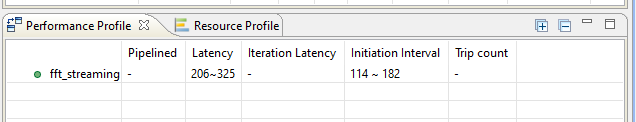 Performance Profile Resource Profile
Pipelined Latency Iteration Latency Initiation Interval Trip count
fft_streaming - 206~325 - 114 ~ 182 -